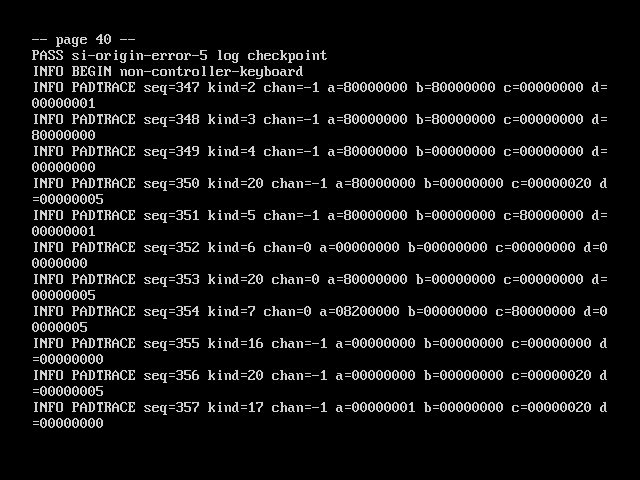 -- page 40 --
PASS si-origin-error-5 log checkpoint
INFO BEGIN non-controller-keyboard
INFO PADTRACE seq=347 kind=2 chan=-1 a=80000000 b=80000000 c=00000000 d=
00000001
INFO PADTRACE seq=348 kind=3 chan=-1 a=80000000 b=80000000 c=00000000 d=
80000000
INFO PADTRACE seq=349 kind=4 chan=-1 a=80000000 b=00000000 c=00000000 d=
00000000
INFO PADTRACE seq=350 kind=20 chan=-1 a=80000000 b=00000000 c=00000020 d
=00000005
INFO PADTRACE seq=351 kind=5 chan=-1 a=80000000 b=00000000 c=80000000 d=
00000001
INFO PADTRACE seq=352 kind=6 chan=0 a=00000000 b=00000000 c=00000000 d=0
0000000
INFO PADTRACE seq=353 kind=20 chan=0 a=80000000 b=00000000 c=00000000 d=
00000005
INFO PADTRACE seq=354 kind=7 chan=0 a=08200000 b=00000000 c=80000000 d=0
0000005
INFO PADTRACE seq=355 kind=16 chan=-1 a=00000000 b=00000000 c=00000000 d
=00000000
INFO PADTRACE seq=356 kind=20 chan=-1 a=00000000 b=00000000 c=00000020 d
=00000005
INFO PADTRACE seq=357 kind=17 chan=-1 a=00000001 b=00000000 c=00000020 d
=00000000